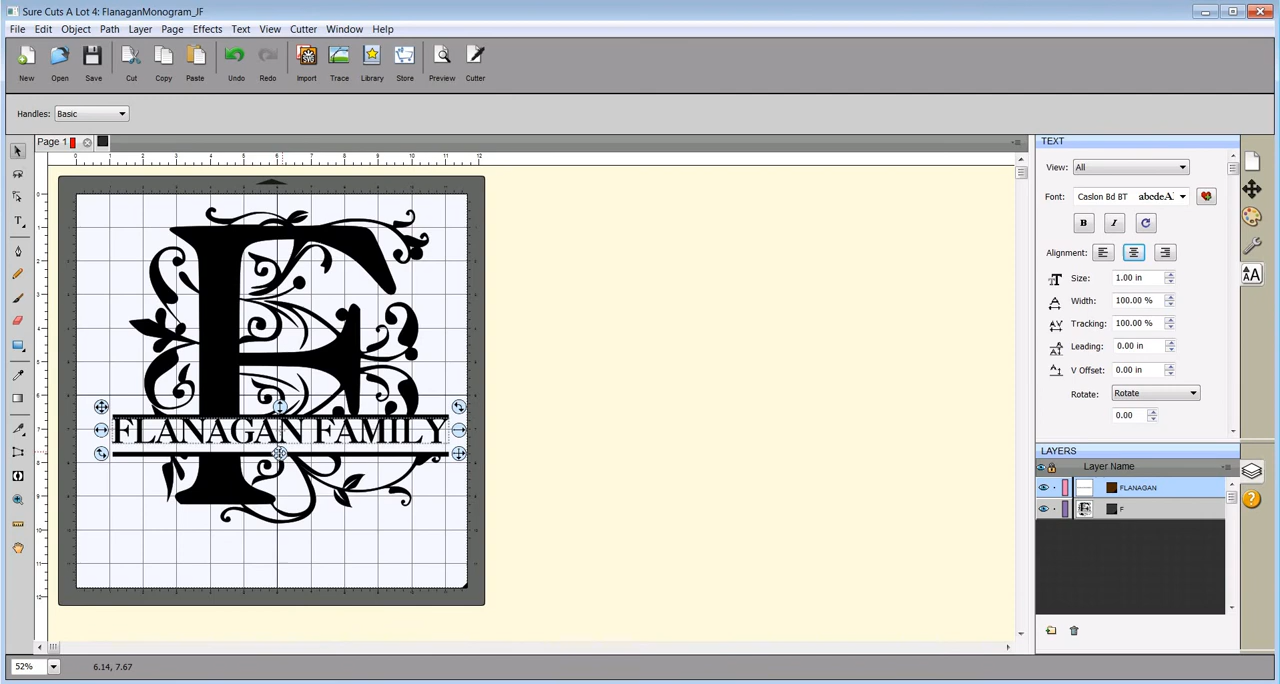 Sure Cuts A Lot 4: FlanaganMonogram_JF
File Edit Object Path Layer Page Effects Text View Cutter Window Help
New Open Save Cut Copy Paste Undo Redo Import Trace Library Store Preview Cutter
Handles: Basic
Page 1
TEXT
View: All
Font: Caslon Bd BT abcdeA
B I
Alignment:
Size: 1.00 in
Width: 100.00 %
Tracking: 100.00 %
Leading: 0.00 in
V Offset: 0.00 in
Rotate: Rotate
0.00
F
FLANAGAN FAMILY
LAYERS
Layer Name
FLANAGAN
F
52% 6.14, 7.67